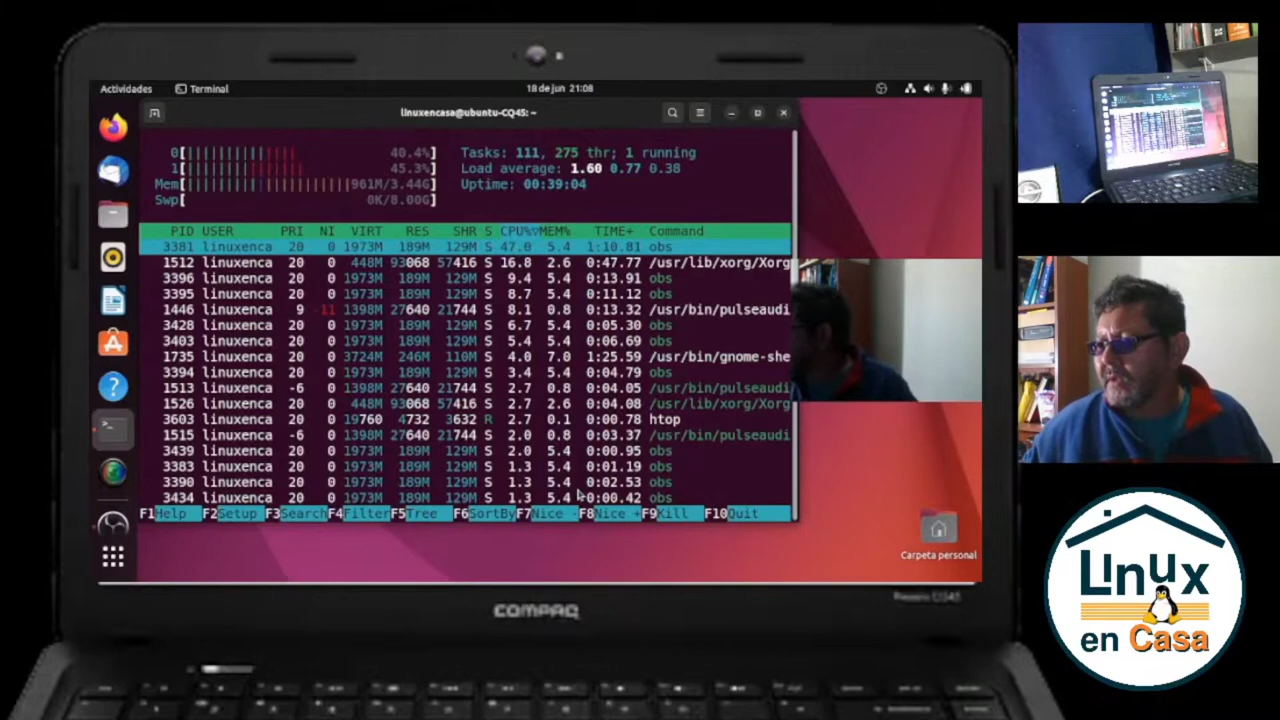 Actividades Terminal 18 de jun 21:08
linuxencasa@ubuntu-CQ45: ~
0[ 40.4%] Tasks: 111, 275 thr; 1 running
1[ 45.3%] Load average: 1.60 0.77 0.38
Mem[ 961M/3.44G] Uptime: 00:39:04
Swp[ 0K/8.00G]
PID USER PRI NI VIRT RES SHR S CPU%▽MEM% TIME+ Command
3381 linuxenca 20 0 1973M 189M 129M S 47.0 5.4 1:10.81 obs
1512 linuxenca 20 0 448M 93068 57416 S 16.8 2.6 0:47.77 /usr/lib/xorg/Xorg
3396 linuxenca 20 0 1973M 189M 129M S 9.4 5.4 0:13.91 obs
3395 linuxenca 20 0 1973M 189M 129M S 8.7 5.4 0:11.12 obs
1446 linuxenca 9 -11 1398M 27640 21744 S 8.1 0.8 0:13.32 /usr/bin/pulseaudi
3428 linuxenca 20 0 1973M 189M 129M S 6.7 5.4 0:05.30 obs
3403 linuxenca 20 0 1973M 189M 129M S 5.4 5.4 0:06.69 obs
1735 linuxenca 20 0 3724M 246M 110M S 4.0 7.0 1:25.59 /usr/bin/gnome-she
3394 linuxenca 20 0 1973M 189M 129M S 3.4 5.4 0:04.79 obs
1513 linuxenca -6 0 1398M 27640 21744 S 2.7 0.8 0:04.05 /usr/bin/pulseaudi
1526 linuxenca 20 0 448M 93068 57416 S 2.7 2.6 0:04.08 /usr/lib/xorg/Xorg
3603 linuxenca 20 0 19760 4732 3632 R 2.7 0.1 0:00.78 htop
1515 linuxenca -6 0 1398M 27640 21744 S 2.0 0.8 0:03.37 /usr/bin/pulseaudi
3439 linuxenca 20 0 1973M 189M 129M S 2.0 5.4 0:00.95 obs
3383 linuxenca 20 0 1973M 189M 129M S 1.3 5.4 0:01.19 obs
3390 linuxenca 20 0 1973M 189M 129M S 1.3 5.4 0:02.53 obs
3434 linuxenca 20 0 1973M 189M 129M S 1.3 5.4 0:00.42 obs
F1Help F2Setup F3SearchF4FilterF5Tree F6SortByF7Nice -F8Nice +F9Kill F10Quit
Carpeta personal
COMPAQ
Linux
en Casa